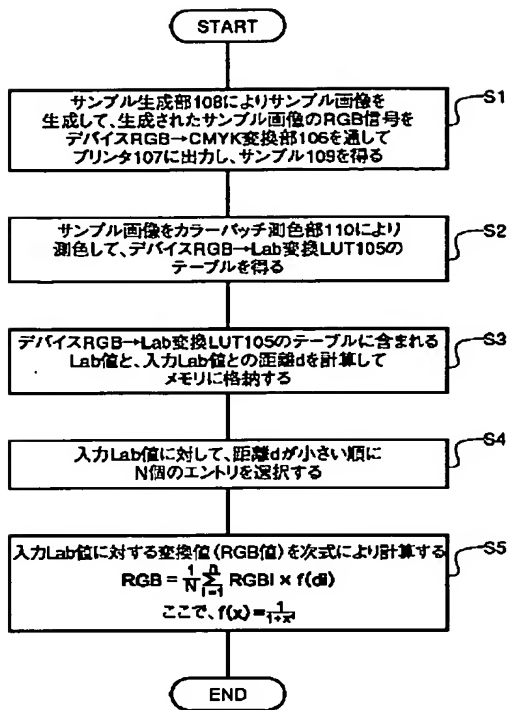 START
サンプル生成部108によりサンプル画像を
生成して、生成されたサンプル画像のRGB信号を
デバイスRGB→CMYK変換部106を通して
プリンタ107に出力し、サンプル109を得る
S1
サンプル画像をカラーパッチ測色部110により
測色して、デバイスRGB→Lab変換LUT105の
テーブルを得る
S2
デバイスRGB→Lab変換LUT105のテーブルに含まれる
Lab値と、入力Lab値との距離dを計算して
メモリに格納する
S3
入力Lab値に対して、距離dが小さい順に
N個のエントリを選択する
S4
入力Lab値に対する変換値(RGB値)を次式により計算する
RGB = 1/N Σ i=1 n RGBi × f(di)
ここで、f(x) = 1/(1+x⁴)
S5
END